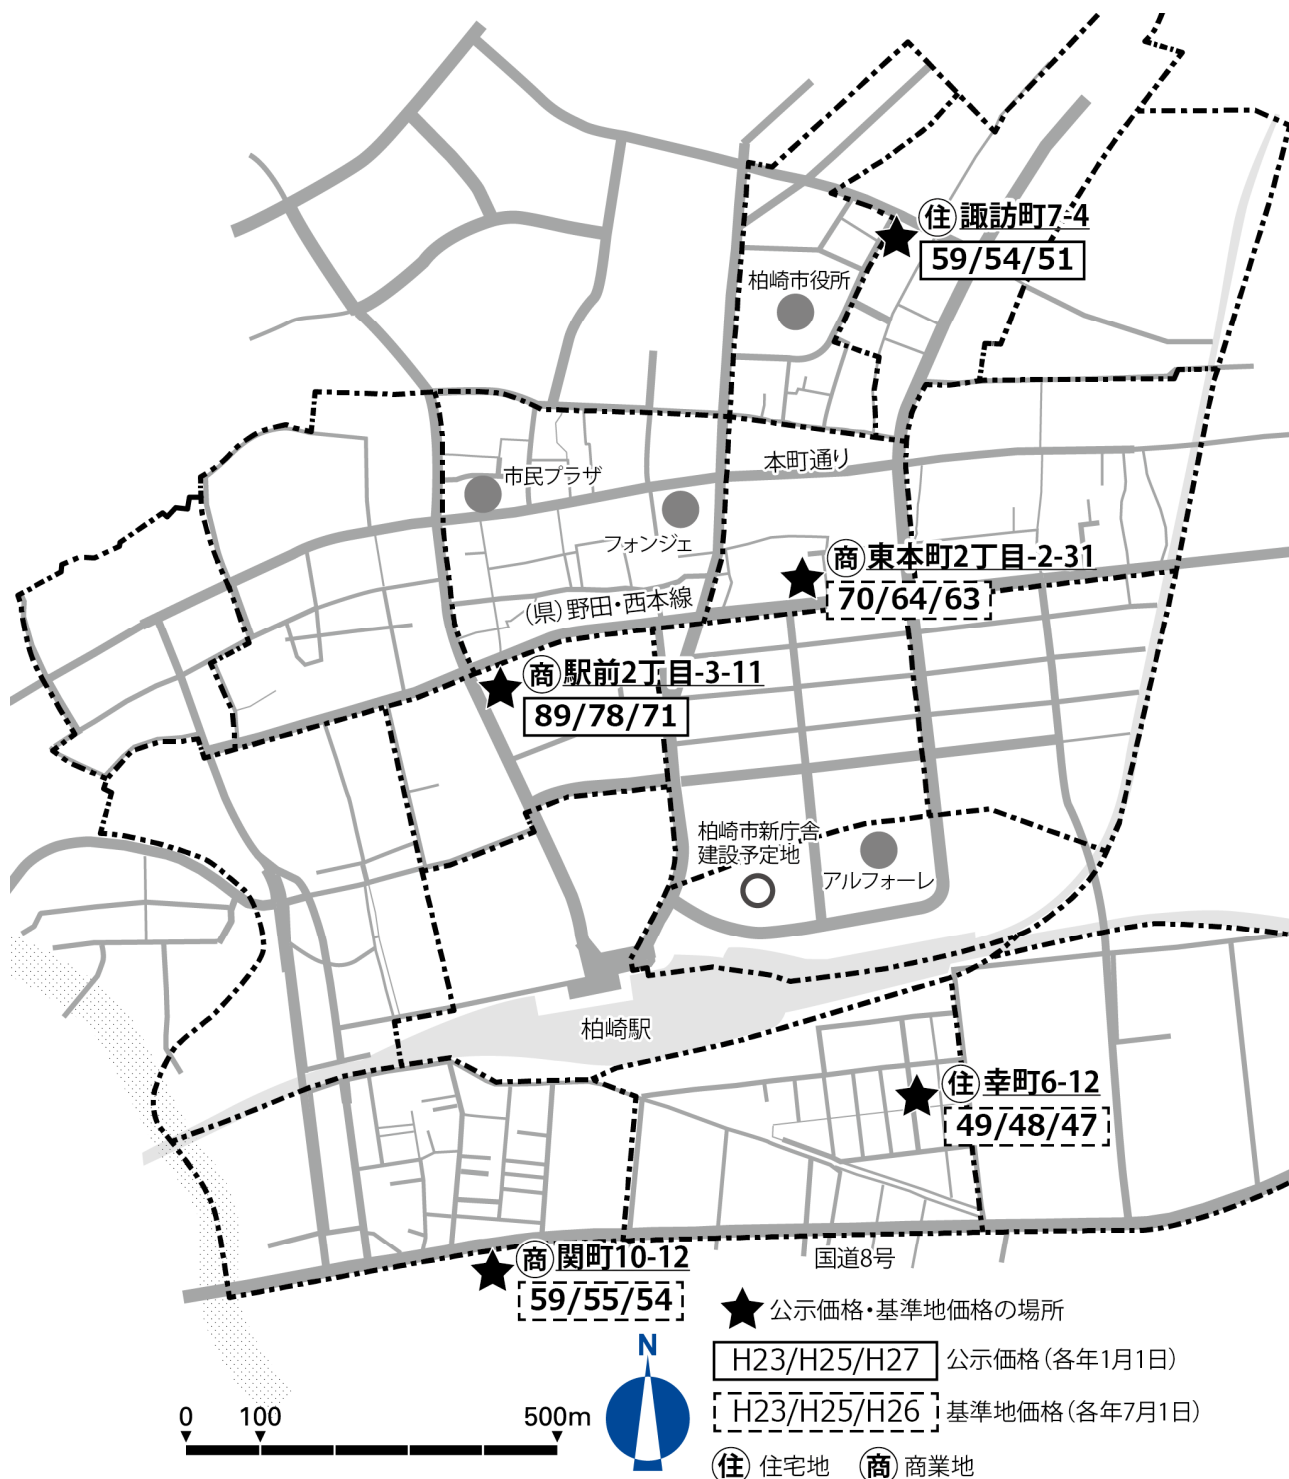 住 諏訪町7-4
59/54/51
柏崎市役所
本町通り
市民プラザ
フォンジェ
商 東本町2丁目-2-31
70/64/63
(県)野田・西本線
商 駅前2丁目-3-11
89/78/71
柏崎市新庁舎
建設予定地
アルフォーレ
柏崎駅
住 幸町6-12
49/48/47
国道8号
商 関町10-12
59/55/54
公示価格・基準地価格の場所
N
H23/H25/H27 公示価格(各年1月1日)
H23/H25/H26 基準地価格(各年7月1日)
0 100 500m
住 住宅地 商 商業地